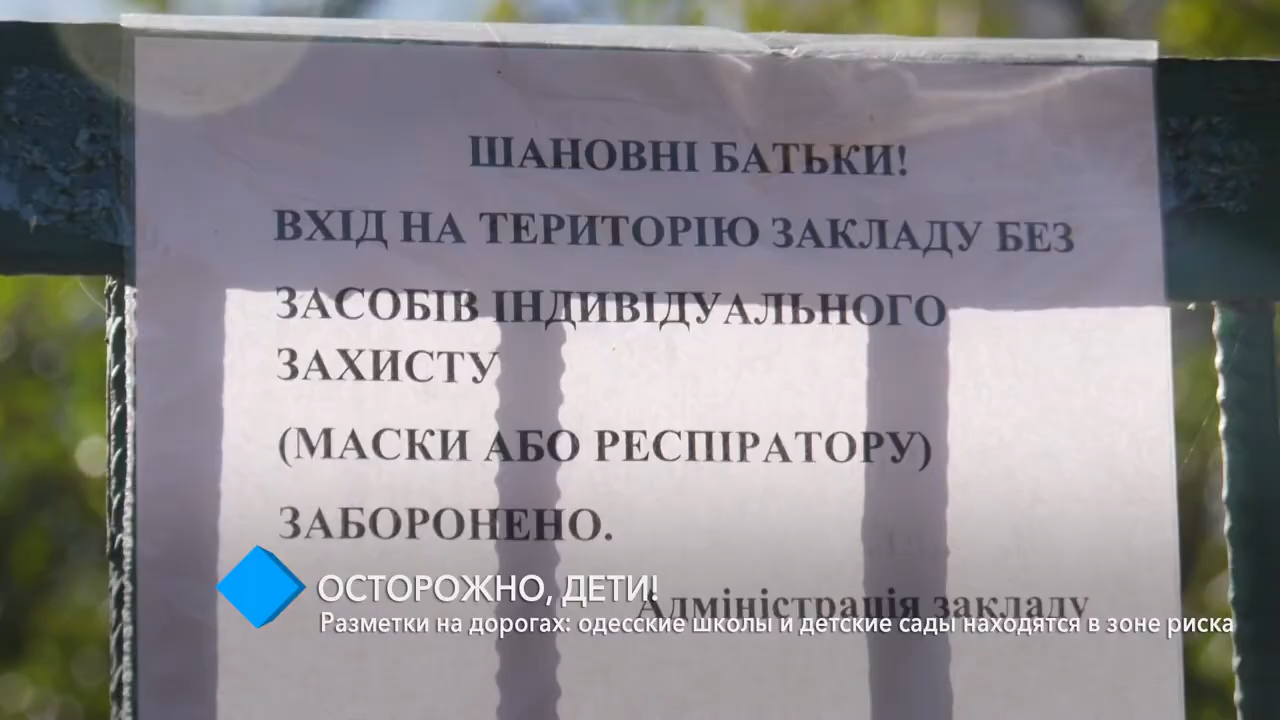 ШАНОВНІ БАТЬКИ!
ВХІД НА ТЕРИТОРІЮ ЗАКЛАДУ БЕЗ
ЗАСОБІВ ІНДИВІДУАЛЬНОГО
ЗАХИСТУ
(МАСКИ АБО РЕСПІРАТОРУ)
ЗАБОРОНЕНО.
Адміністрація закладу
ОСТОРОЖНО, ДЕТИ!
Разметки на дорогах: одесские школы и детские сады находятся в зоне риска